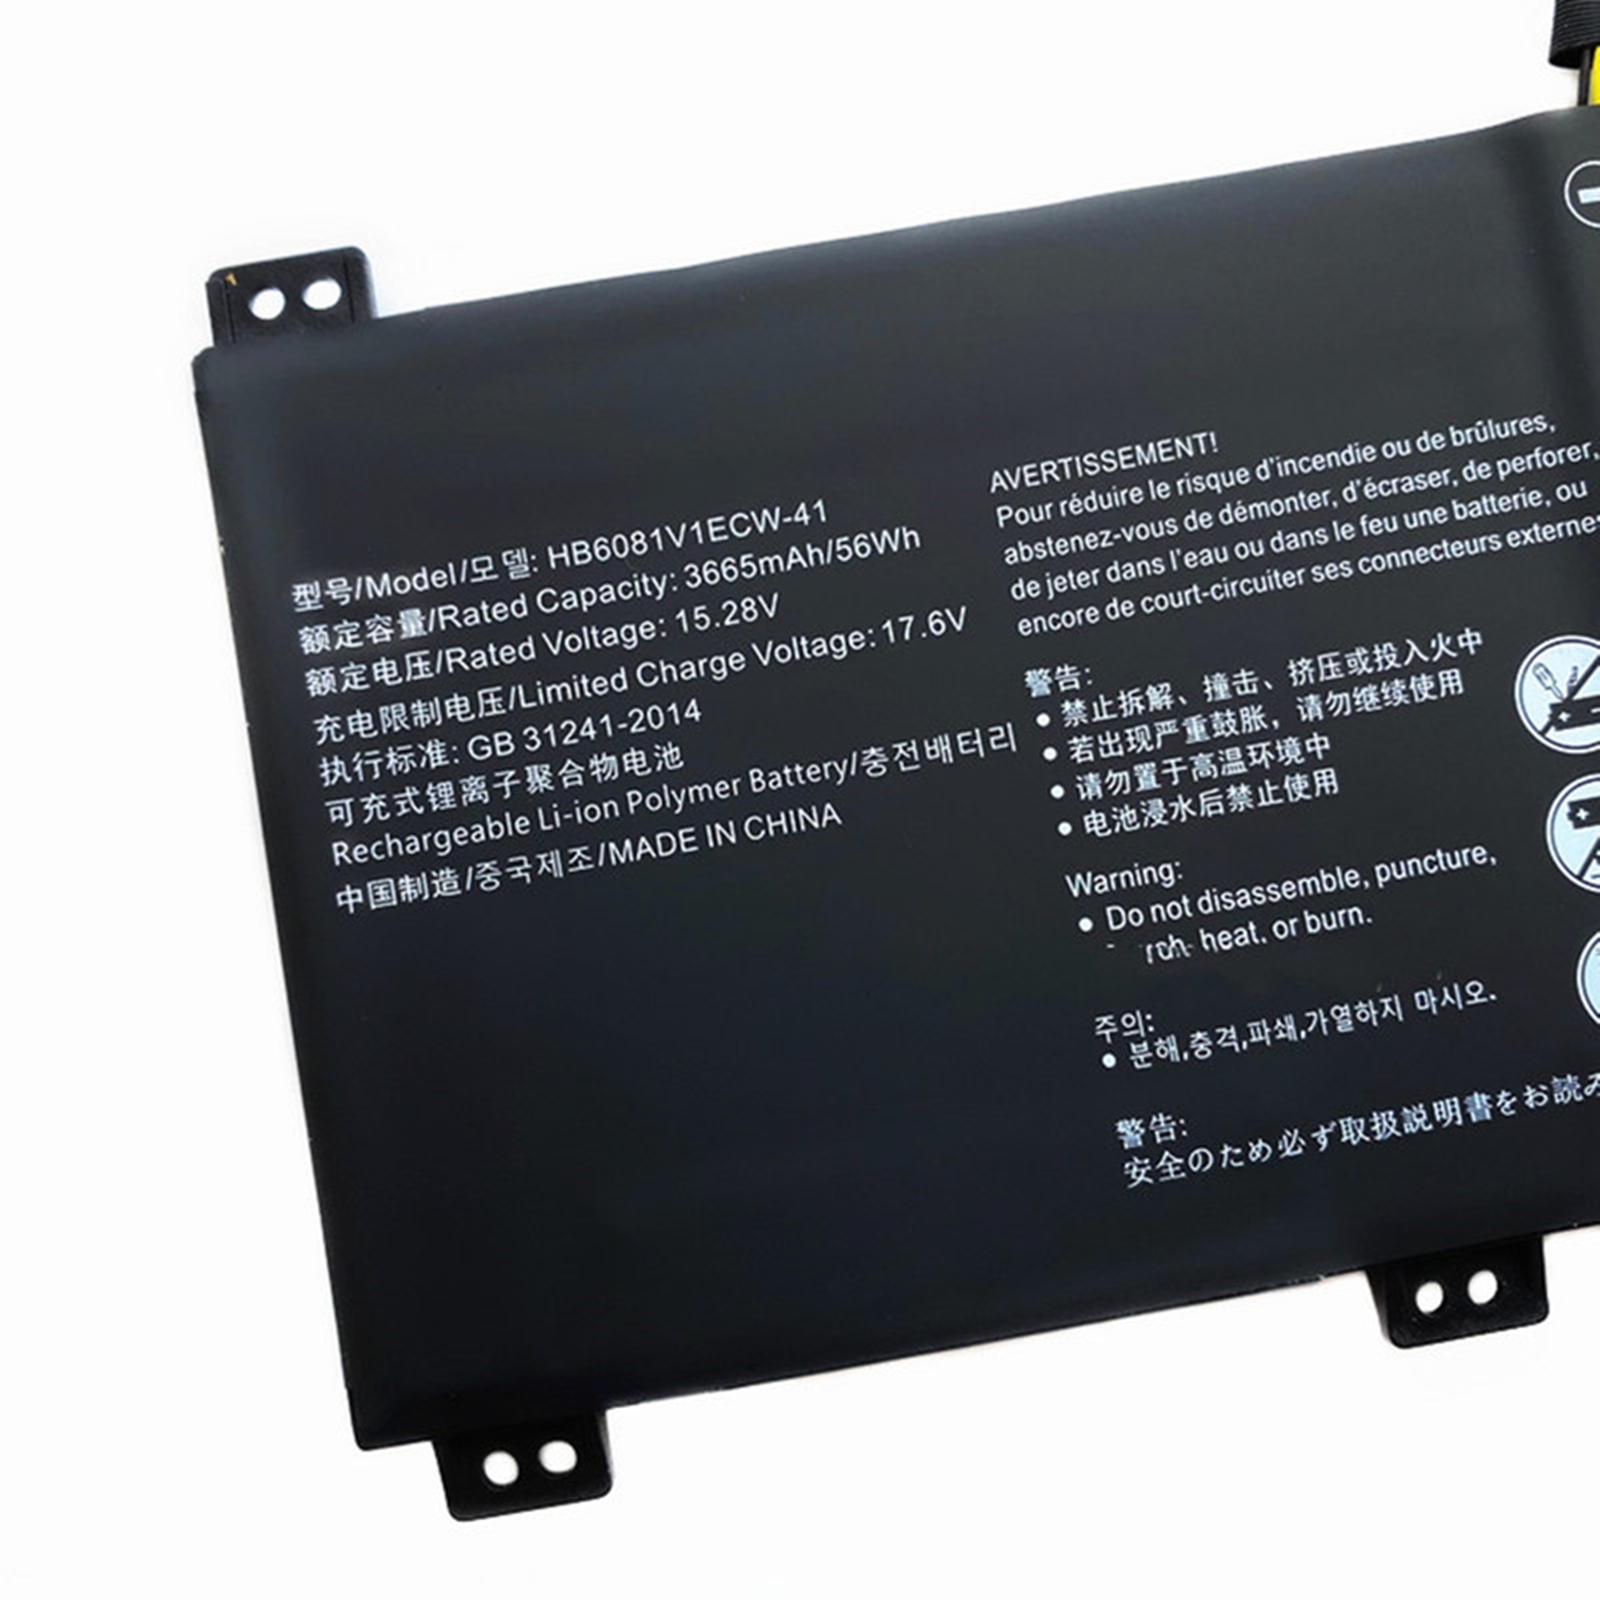 型号/Model/모델: HB6081V1ECW-41
额定容量/Rated Capacity: 3665mAh/56Wh
额定电压/Rated Voltage: 15.28V
充电限制电压/Limited Charge Voltage: 17.6V
执行标准: GB 31241-2014
可充式锂离子聚合物电池
Rechargeable Li-ion Polymer Battery/충전배터리
中国制造/중국제조/MADE IN CHINA
AVERTISSEMENT!
Pour réduire le risque d'incendie ou de brûlures,
abstenez-vous de démonter, d'écraser, de perforer,
de jeter dans l'eau ou dans le feu une batterie, ou
encore de court-circuiter ses connecteurs externe
警告:
● 禁止拆解、撞击、挤压或投入火中
● 若出现严重鼓胀，请勿继续使用
● 请勿置于高温环境中
● 电池浸水后禁止使用
Warning:
● Do not disassemble, puncture,
heat, or burn.
주의:
● 분해,충격,파쇄,가열하지 마시오.
警告:
安全のため必ず取扱説明書をお読み